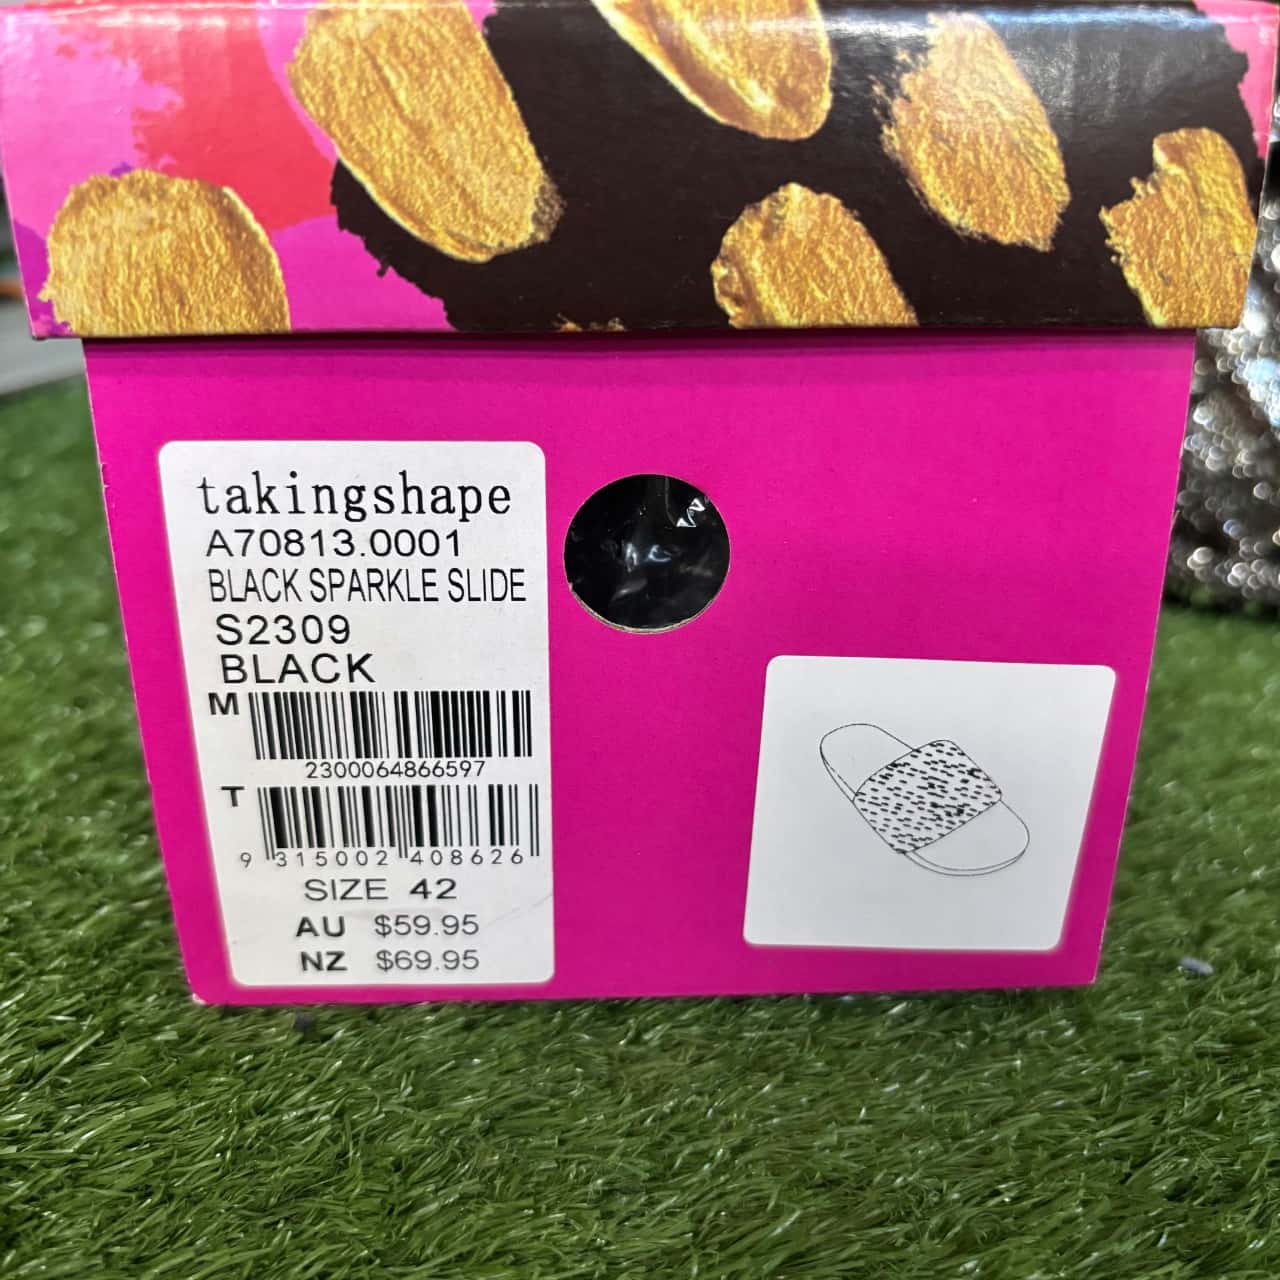 takingshape
A70813.0001
BLACK SPARKLE SLIDE
S2309
BLACK
M
2300064866597
T
9 315002 408626
SIZE 42
AU $59.95
NZ $69.95